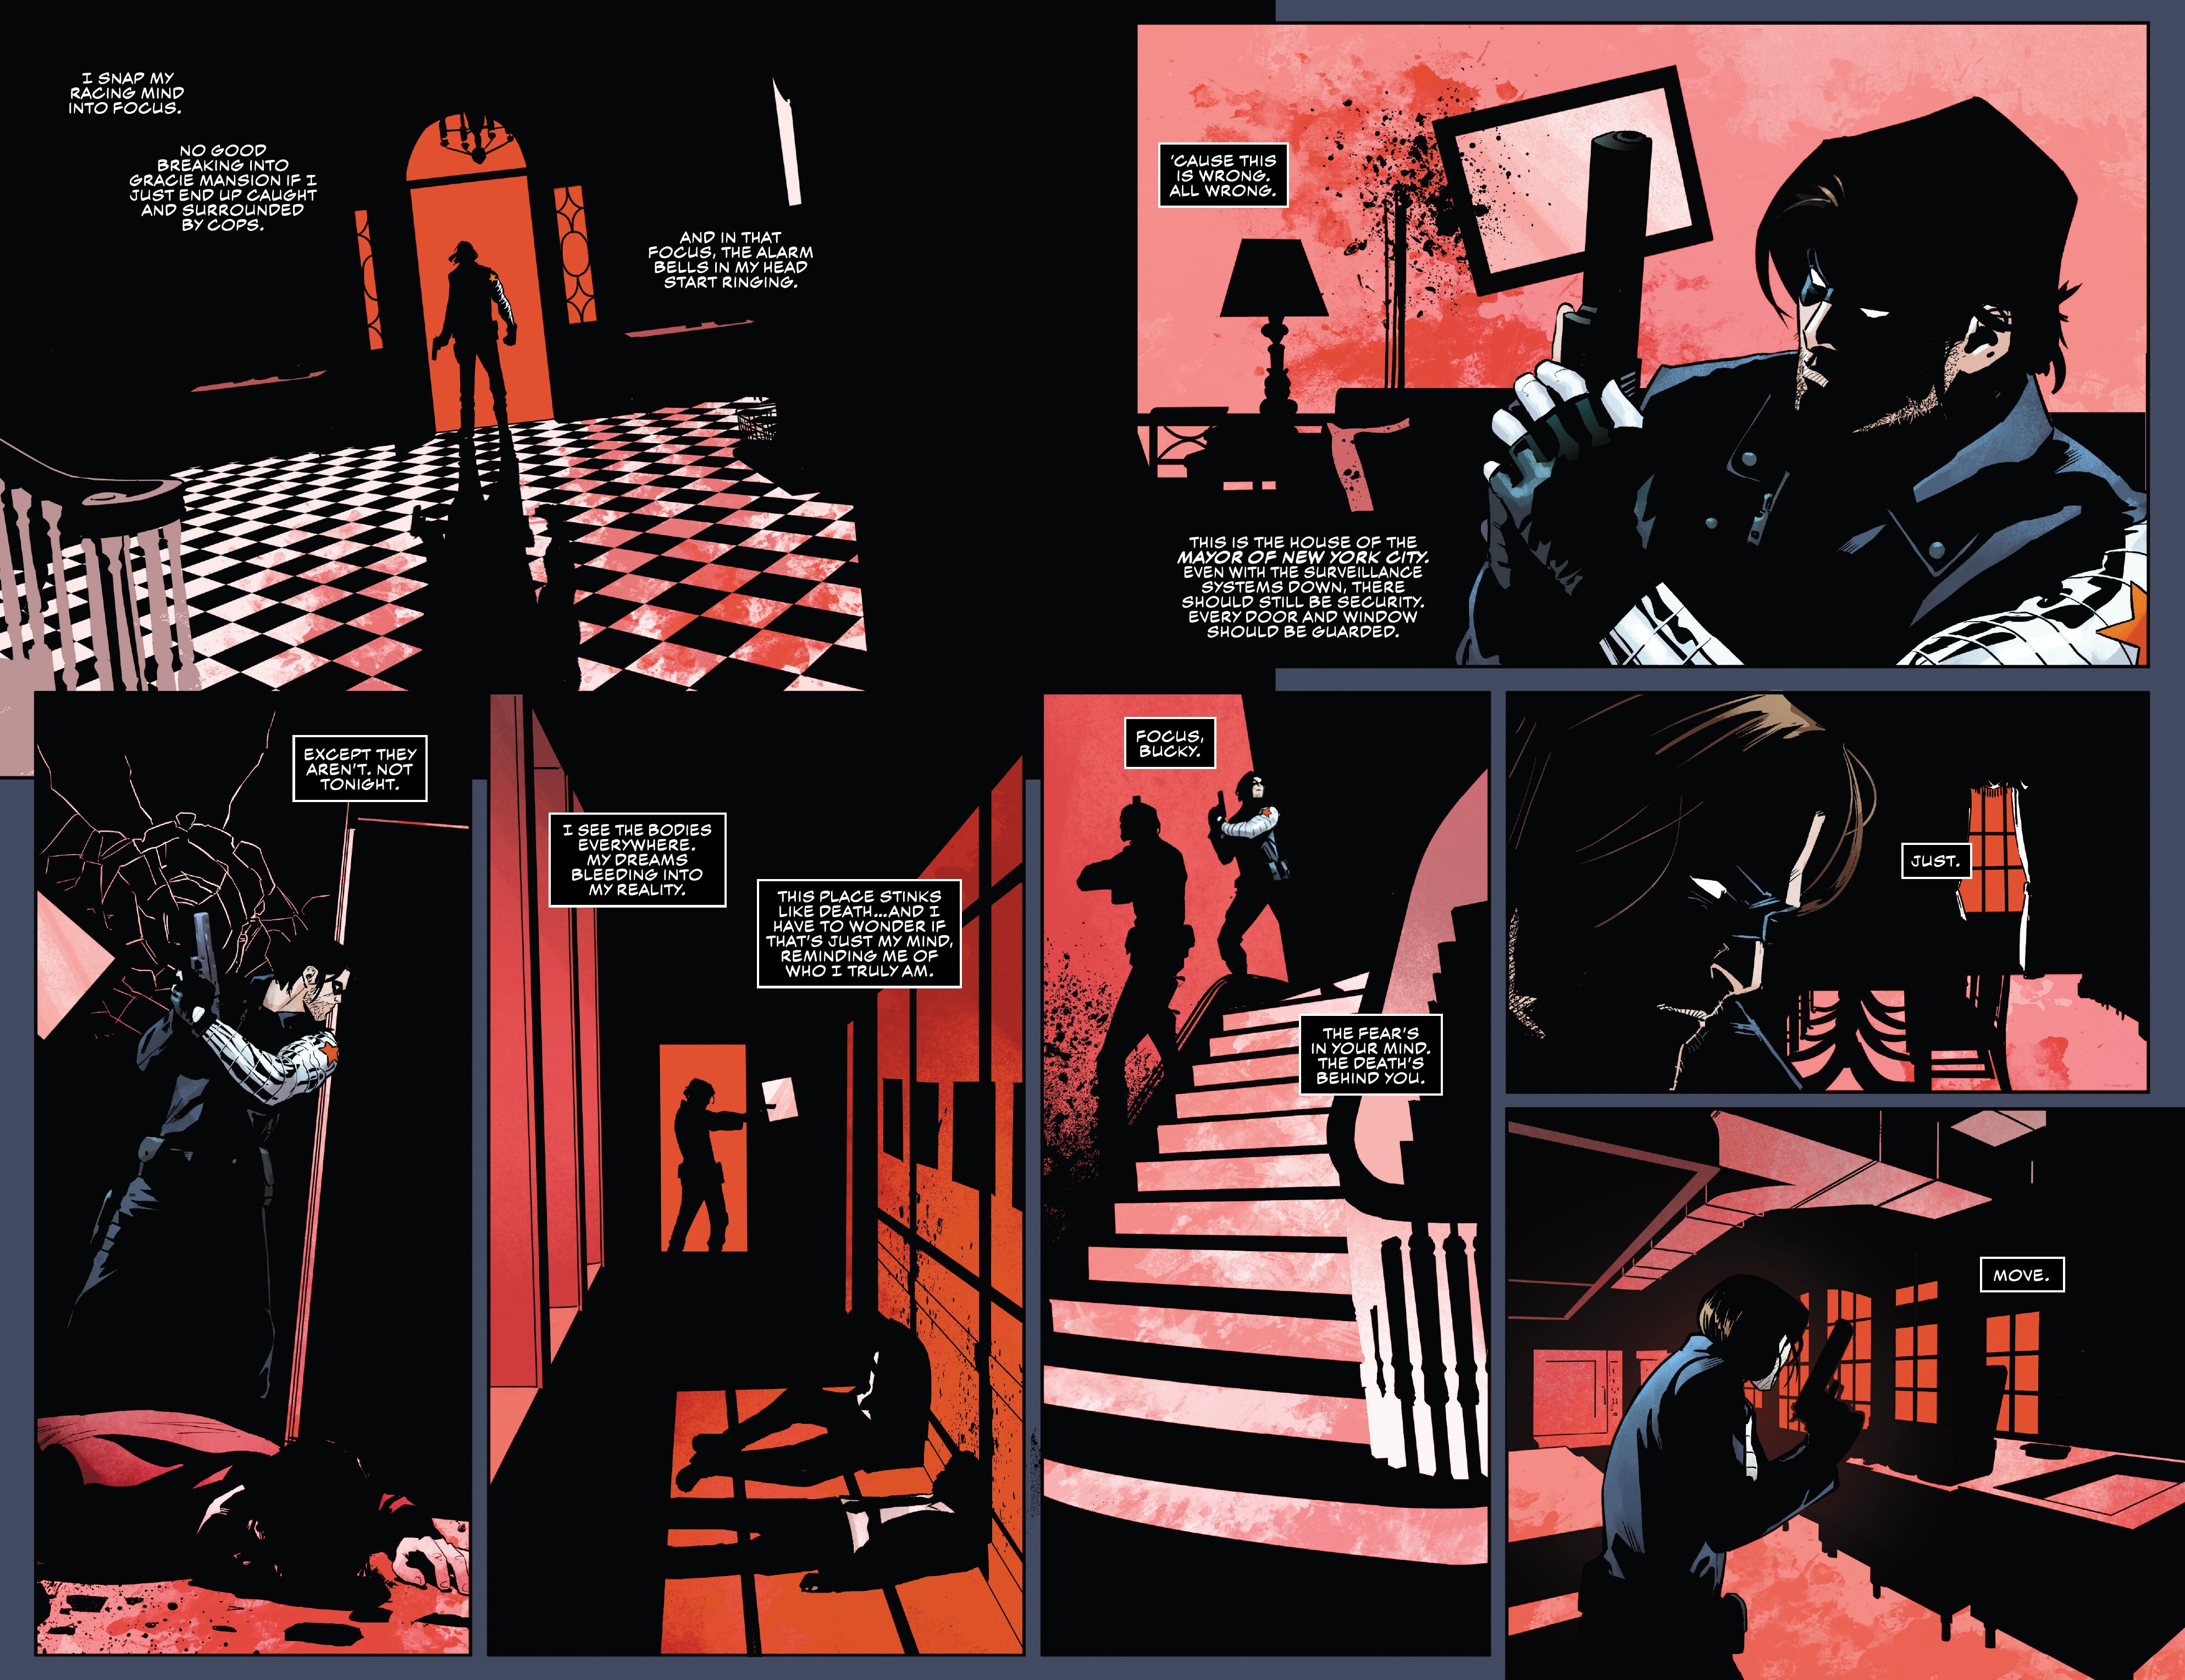 I SNAP MY
RACING MIND
INTO FOCUS.
NO GOOD
BREAKING INTO
GRACIE MANSION IF I
JUST END UP CAUGHT
AND SURROUNDED
BY COPS.
AND IN THAT
FOCUS, THE ALARM
BELLS IN MY HEAD
START RINGING.
'CAUSE THIS
IS WRONG.
ALL WRONG.
THIS IS THE HOUSE OF THE
MAYOR OF NEW YORK CITY.
EVEN WITH THE SURVEILLANCE
SYSTEMS DOWN, THERE
SHOULD STILL BE SECURITY.
EVERY DOOR AND WINDOW
SHOULD BE GUARDED.
EXCEPT THEY
AREN'T. NOT
TONIGHT.
I SEE THE BODIES
EVERYWHERE.
MY DREAMS
BLEEDING INTO
MY REALITY.
THIS PLACE STINKS
LIKE DEATH...AND I
HAVE TO WONDER IF
THAT'S JUST MY MIND,
REMINDING ME OF
WHO I TRULY AM.
FOCUS,
BUCKY.
THE FEAR'S
IN YOUR MIND.
THE DEATH'S
BEHIND YOU.
JUST.
MOVE.